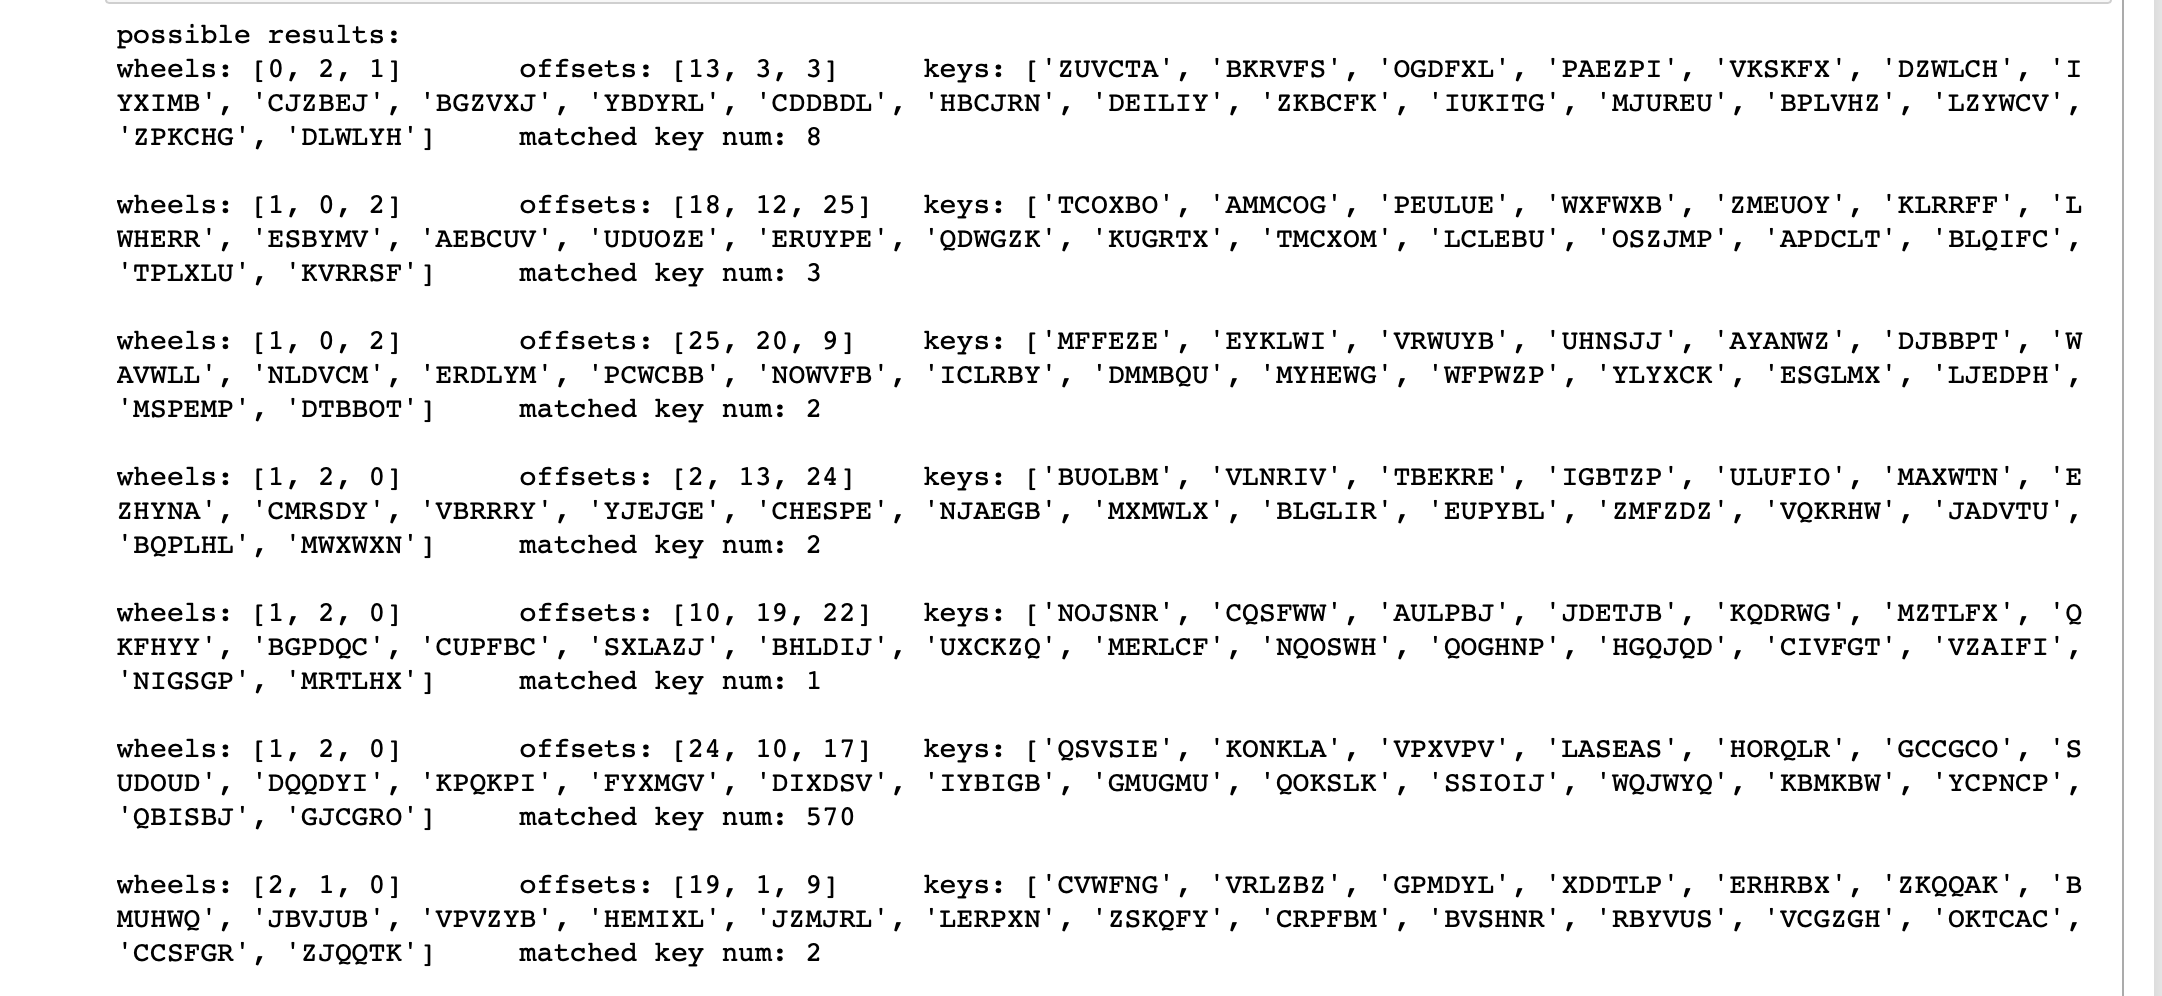 possible results:
wheels: [0, 2, 1]       offsets: [13, 3, 3]     keys: ['ZUVCTA', 'BKRVFS', 'OGDFXL', 'PAEZPI', 'VKSKFX', 'DZWLCH', 'I
YXIMB', 'CJZBEJ', 'BGZVXJ', 'YBDYRL', 'CDDBDL', 'HBCJRN', 'DEILIY', 'ZKBCFK', 'IUKITG', 'MJUREU', 'BPLVHZ', 'LZYWCV',
'ZPKCHG', 'DLWLYH']     matched key num: 8
wheels: [1, 0, 2]       offsets: [18, 12, 25]   keys: ['TCOXBO', 'AMMCOG', 'PEULUE', 'WXFWXB', 'ZMEUOY', 'KLRRFF', 'L
WHERR', 'ESBYMV', 'AEBCUV', 'UDUOZE', 'ERUYPE', 'QDWGZK', 'KUGRTX', 'TMCXOM', 'LCLEBU', 'OSZJMP', 'APDCLT', 'BLQIFC',
'TPLXLU', 'KVRRSF']     matched key num: 3
wheels: [1, 0, 2]       offsets: [25, 20, 9]    keys: ['MFFEZE', 'EYKLWI', 'VRWUYB', 'UHNSJJ', 'AYANWZ', 'DJBBPT', 'W
AVWLL', 'NLDVCM', 'ERDLYM', 'PCWCBB', 'NOWVFB', 'ICLRBY', 'DMMBQU', 'MYHEWG', 'WFPWZP', 'YLYXCK', 'ESGLMX', 'LJEDPH',
'MSPEMP', 'DTBBOT']     matched key num: 2
wheels: [1, 2, 0]       offsets: [2, 13, 24]    keys: ['BUOLBM', 'VLNRIV', 'TBEKRE', 'IGBTZP', 'ULUFIO', 'MAXWTN', 'E
ZHYNA', 'CMRSDY', 'VBRRRY', 'YJEJGE', 'CHESPE', 'NJAEGB', 'MXMWLX', 'BLGLIR', 'EUPYBL', 'ZMFZDZ', 'VQKRHW', 'JADVTU',
'BQPLHL', 'MWXWXN']     matched key num: 2
wheels: [1, 2, 0]       offsets: [10, 19, 22]   keys: ['NOJSNR', 'CQSFWW', 'AULPBJ', 'JDETJB', 'KQDRWG', 'MZTLFX', 'Q
KFHYY', 'BGPDQC', 'CUPFBC', 'SXLAZJ', 'BHLDIJ', 'UXCKZQ', 'MERLCF', 'NQOSWH', 'QOGHNP', 'HGQJQD', 'CIVFGT', 'VZAIFI',
'NIGSGP', 'MRTLHX']     matched key num: 1
wheels: [1, 2, 0]       offsets: [24, 10, 17]   keys: ['QSVSIE', 'KONKLA', 'VPXVPV', 'LASEAS', 'HORQLR', 'GCCGCO', 'S
UDOUD', 'DQQDYI', 'KPQKPI', 'FYXMGV', 'DIXDSV', 'IYBIGB', 'GMUGMU', 'QOKSLK', 'SSIOIJ', 'WQJWYQ', 'KBMKBW', 'YCPNCP',
'QBISBJ', 'GJCGRO']     matched key num: 570
wheels: [2, 1, 0]       offsets: [19, 1, 9]     keys: ['CVWFNG', 'VRLZBZ', 'GPMDYL', 'XDDTLP', 'ERHRBX', 'ZKQQAK', 'B
MUHWQ', 'JBVJUB', 'VPVZYB', 'HEMIXL', 'JZMJRL', 'LERPXN', 'ZSKQFY', 'CRPFBM', 'BVSHNR', 'RBYVUS', 'VCGZGH', 'OKTCAC',
'CCSFGR', 'ZJQQTK']     matched key num: 2